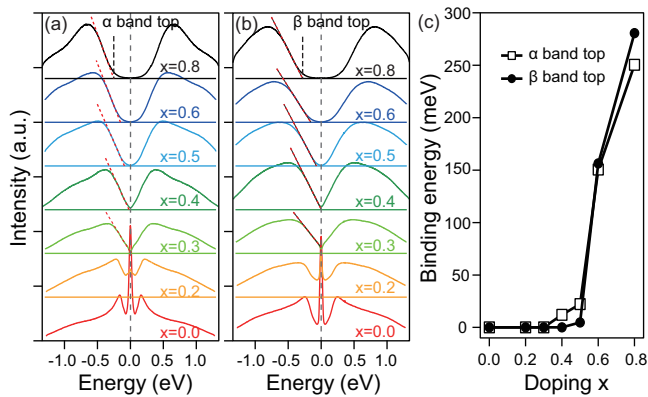 (a)
α band top
x=0.8
x=0.6
x=0.5
x=0.4
x=0.3
x=0.2
x=0.0
Intensity (a.u.)
-1.0 -0.5 0.0 0.5 1.0
Energy (eV)
(b)
β band top
x=0.8
x=0.6
x=0.5
x=0.4
x=0.3
x=0.2
x=0.0
-1.0 -0.5 0.0 0.5 1.0
Energy (eV)
(c)
300
250
200
150
100
50
0
Binding energy (meV)
α band top
β band top
0.0 0.2 0.4 0.6 0.8
Doping x